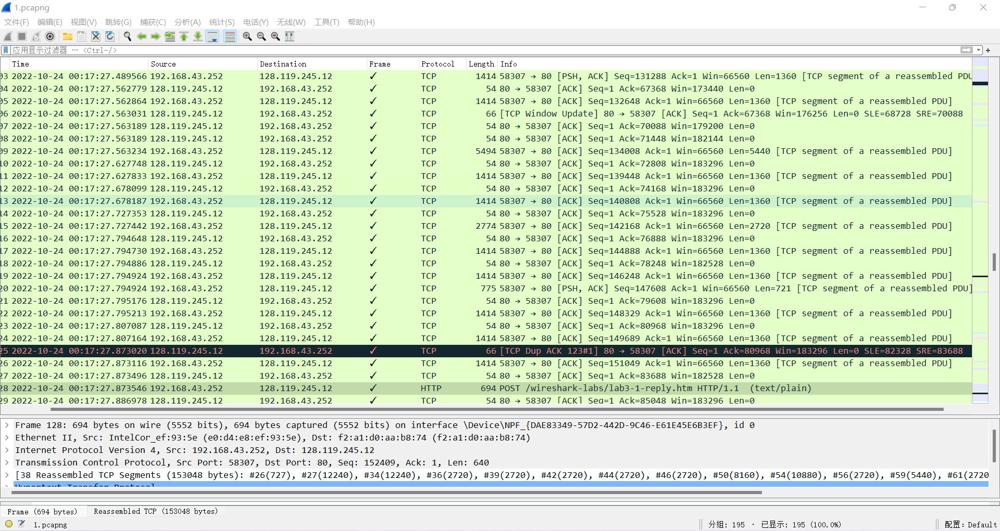 1.pcapng
文件(F) 编辑(E) 视图(V) 跳转(G) 捕获(C) 分析(A) 统计(S) 电话(Y) 无线(W) 工具(T) 帮助(H)
应用显示过滤器 … <Ctrl-/>
Time Source Destination Frame Protocol Length Info
03 2022-10-24 00:17:27.489566 192.168.43.252 128.119.245.12 ✓ TCP 1414 58307 → 80 [PSH, ACK] Seq=131288 Ack=1 Win=66560 Len=1360 [TCP segment of a reassembled PDU
04 2022-10-24 00:17:27.562779 128.119.245.12 192.168.43.252 ✓ TCP 54 80 → 58307 [ACK] Seq=1 Ack=67368 Win=173440 Len=0
05 2022-10-24 00:17:27.562864 192.168.43.252 128.119.245.12 ✓ TCP 1414 58307 → 80 [ACK] Seq=132648 Ack=1 Win=66560 Len=1360 [TCP segment of a reassembled PDU]
06 2022-10-24 00:17:27.563031 128.119.245.12 192.168.43.252 ✓ TCP 66 [TCP Window Update] 80 → 58307 [ACK] Seq=1 Ack=67368 Win=176256 Len=0 SLE=68728 SRE=70088
07 2022-10-24 00:17:27.563189 128.119.245.12 192.168.43.252 ✓ TCP 54 80 → 58307 [ACK] Seq=1 Ack=70088 Win=179200 Len=0
08 2022-10-24 00:17:27.563189 128.119.245.12 192.168.43.252 ✓ TCP 54 80 → 58307 [ACK] Seq=1 Ack=71448 Win=182144 Len=0
09 2022-10-24 00:17:27.563234 192.168.43.252 128.119.245.12 ✓ TCP 5494 58307 → 80 [ACK] Seq=134008 Ack=1 Win=66560 Len=5440 [TCP segment of a reassembled PDU]
10 2022-10-24 00:17:27.627748 128.119.245.12 192.168.43.252 ✓ TCP 54 80 → 58307 [ACK] Seq=1 Ack=72808 Win=183296 Len=0
11 2022-10-24 00:17:27.627833 192.168.43.252 128.119.245.12 ✓ TCP 1414 58307 → 80 [ACK] Seq=139448 Ack=1 Win=66560 Len=1360 [TCP segment of a reassembled PDU]
12 2022-10-24 00:17:27.678099 128.119.245.12 192.168.43.252 ✓ TCP 54 80 → 58307 [ACK] Seq=1 Ack=74168 Win=183296 Len=0
13 2022-10-24 00:17:27.678187 192.168.43.252 128.119.245.12 ✓ TCP 1414 58307 → 80 [ACK] Seq=140808 Ack=1 Win=66560 Len=1360 [TCP segment of a reassembled PDU]
14 2022-10-24 00:17:27.727353 128.119.245.12 192.168.43.252 ✓ TCP 54 80 → 58307 [ACK] Seq=1 Ack=75528 Win=183296 Len=0
15 2022-10-24 00:17:27.727442 192.168.43.252 128.119.245.12 ✓ TCP 2774 58307 → 80 [ACK] Seq=142168 Ack=1 Win=66560 Len=2720 [TCP segment of a reassembled PDU]
16 2022-10-24 00:17:27.794648 128.119.245.12 192.168.43.252 ✓ TCP 54 80 → 58307 [ACK] Seq=1 Ack=76888 Win=183296 Len=0
17 2022-10-24 00:17:27.794730 192.168.43.252 128.119.245.12 ✓ TCP 1414 58307 → 80 [ACK] Seq=144888 Ack=1 Win=66560 Len=1360 [TCP segment of a reassembled PDU]
18 2022-10-24 00:17:27.794886 128.119.245.12 192.168.43.252 ✓ TCP 54 80 → 58307 [ACK] Seq=1 Ack=78248 Win=182528 Len=0
19 2022-10-24 00:17:27.794924 192.168.43.252 128.119.245.12 ✓ TCP 1414 58307 → 80 [ACK] Seq=146248 Ack=1 Win=66560 Len=1360 [TCP segment of a reassembled PDU]
20 2022-10-24 00:17:27.794924 192.168.43.252 128.119.245.12 ✓ TCP 775 58307 → 80 [PSH, ACK] Seq=147608 Ack=1 Win=66560 Len=721 [TCP segment of a reassembled PDU]
21 2022-10-24 00:17:27.795176 128.119.245.12 192.168.43.252 ✓ TCP 54 80 → 58307 [ACK] Seq=1 Ack=79608 Win=183296 Len=0
22 2022-10-24 00:17:27.795213 192.168.43.252 128.119.245.12 ✓ TCP 1414 58307 → 80 [ACK] Seq=148329 Ack=1 Win=66560 Len=1360 [TCP segment of a reassembled PDU]
23 2022-10-24 00:17:27.807087 128.119.245.12 192.168.43.252 ✓ TCP 54 80 → 58307 [ACK] Seq=1 Ack=80968 Win=183296 Len=0
24 2022-10-24 00:17:27.807164 192.168.43.252 128.119.245.12 ✓ TCP 1414 58307 → 80 [ACK] Seq=149689 Ack=1 Win=66560 Len=1360 [TCP segment of a reassembled PDU]
25 2022-10-24 00:17:27.873020 128.119.245.12 192.168.43.252 ✓ TCP 66 [TCP Dup ACK 123#1] 80 → 58307 [ACK] Seq=1 Ack=80968 Win=183296 Len=0 SLE=82328 SRE=83688
26 2022-10-24 00:17:27.873116 192.168.43.252 128.119.245.12 ✓ TCP 1414 58307 → 80 [ACK] Seq=151049 Ack=1 Win=66560 Len=1360 [TCP segment of a reassembled PDU]
27 2022-10-24 00:17:27.873496 128.119.245.12 192.168.43.252 ✓ TCP 54 80 → 58307 [ACK] Seq=1 Ack=83688 Win=182528 Len=0
28 2022-10-24 00:17:27.873546 192.168.43.252 128.119.245.12 ✓ HTTP 694 POST /wireshark-labs/lab3-1-reply.htm HTTP/1.1 (text/plain)
29 2022-10-24 00:17:27.886978 128.119.245.12 192.168.43.252 ✓ TCP 54 80 → 58307 [ACK] Seq=1 Ack=85048 Win=183296 Len=0
Frame 128: 694 bytes on wire (5552 bits), 694 bytes captured (5552 bits) on interface \Device\NPF_{DAE83349-57D2-442D-9C46-E61E45E6B3EF}, id 0
Ethernet II, Src: IntelCor_ef:93:5e (e0:d4:e8:ef:93:5e), Dst: f2:a1:d0:aa:b8:74 (f2:a1:d0:aa:b8:74)
Internet Protocol Version 4, Src: 192.168.43.252, Dst: 128.119.245.12
Transmission Control Protocol, Src Port: 58307, Dst Port: 80, Seq: 152409, Ack: 1, Len: 640
[38 Reassembled TCP Segments (153048 bytes): #26(727), #27(12240), #34(12240), #36(2720), #39(2720), #42(2720), #44(2720), #46(2720), #50(8160), #54(10880), #56(2720), #59(5440), #61(2720
Hypertext Transfer Protocol
Frame (694 bytes) Reassembled TCP (153048 bytes)
1.pcapng 分组: 195 · 已显示: 195 (100.0%) 配置: Default